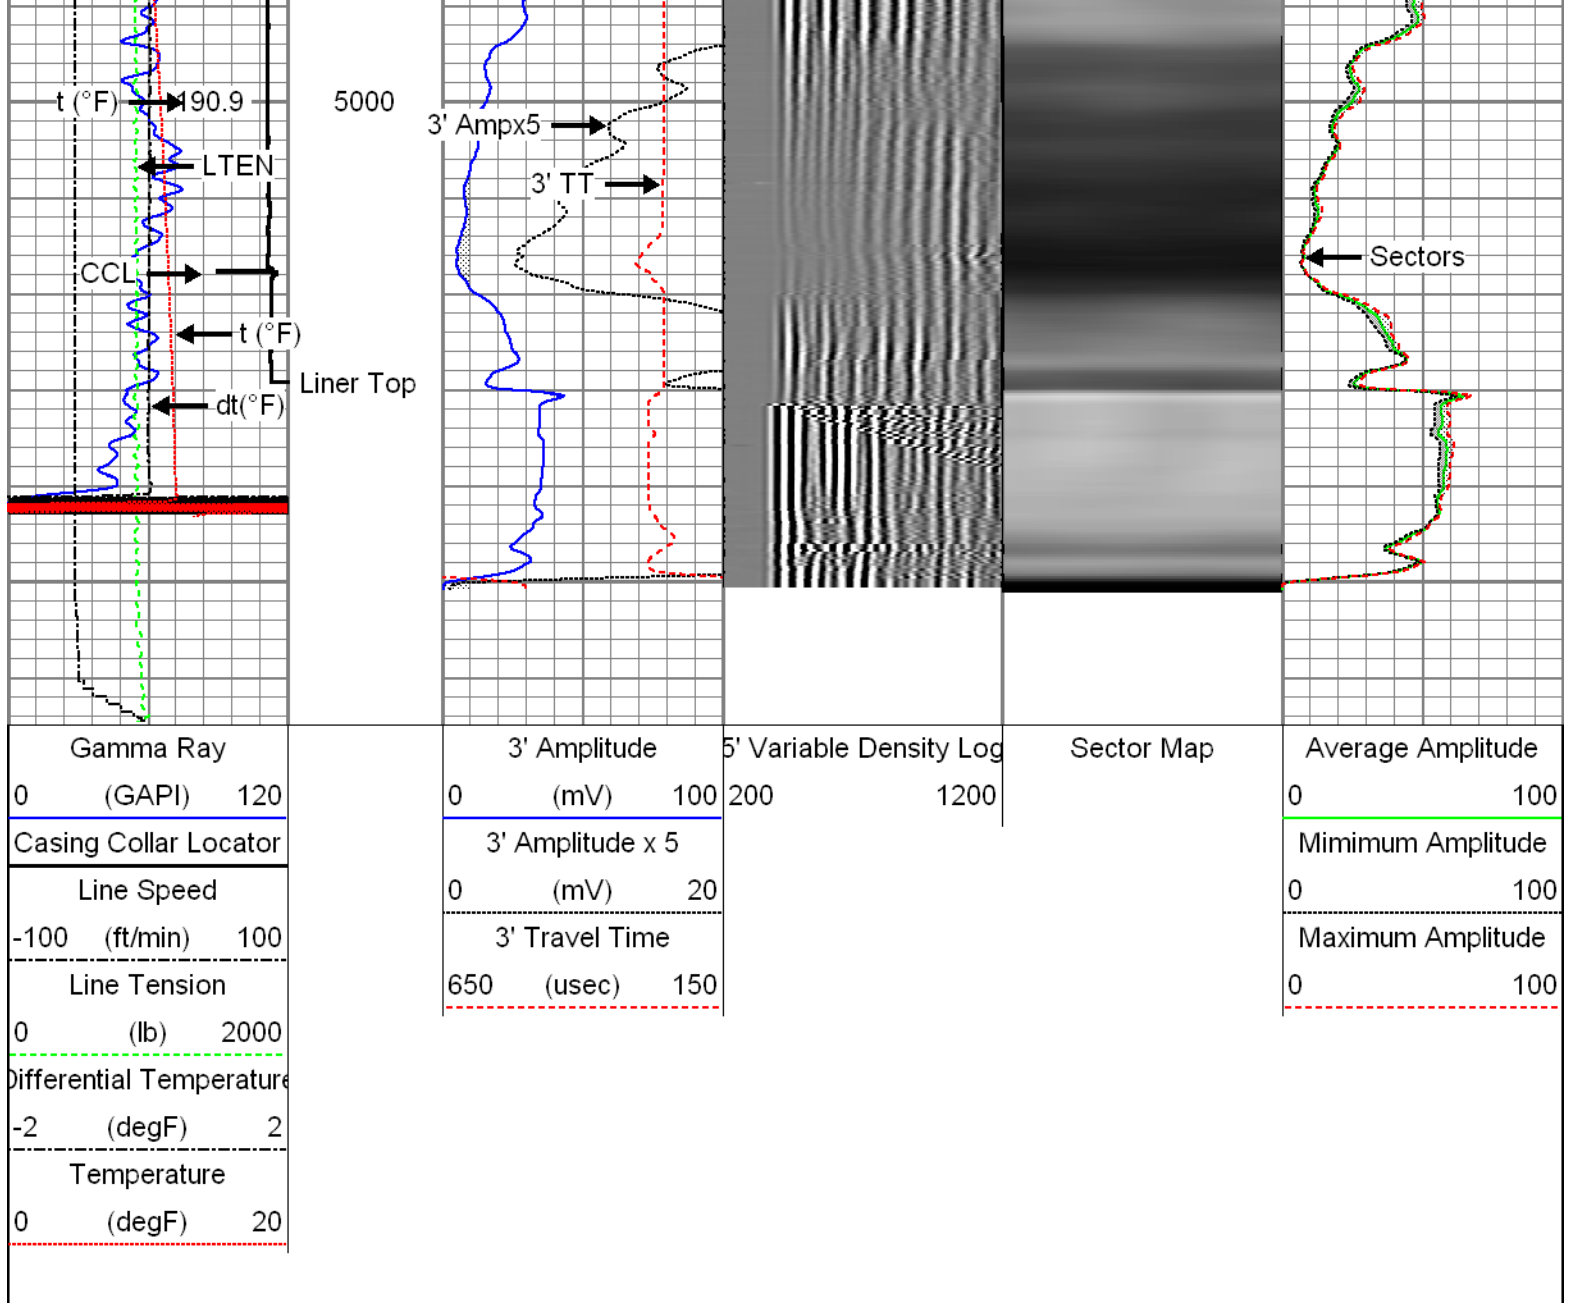 t (°F) 190.9
5000
3' Ampx5
LTEN
3' TT
CCL
Sectors
t (°F)
Liner Top
dt(°F)
Gamma Ray
0 (GAPI) 120
Casing Collar Locator
Line Speed
-100 (ft/min) 100
Line Tension
0 (lb) 2000
Differential Temperature
-2 (degF) 2
Temperature
0 (degF) 20
3' Amplitude
0 (mV) 100
3' Amplitude x 5
0 (mV) 20
3' Travel Time
650 (usec) 150
5' Variable Density Log
200 1200
Sector Map
Average Amplitude
0 100
Mimimum Amplitude
0 100
Maximum Amplitude
0 100